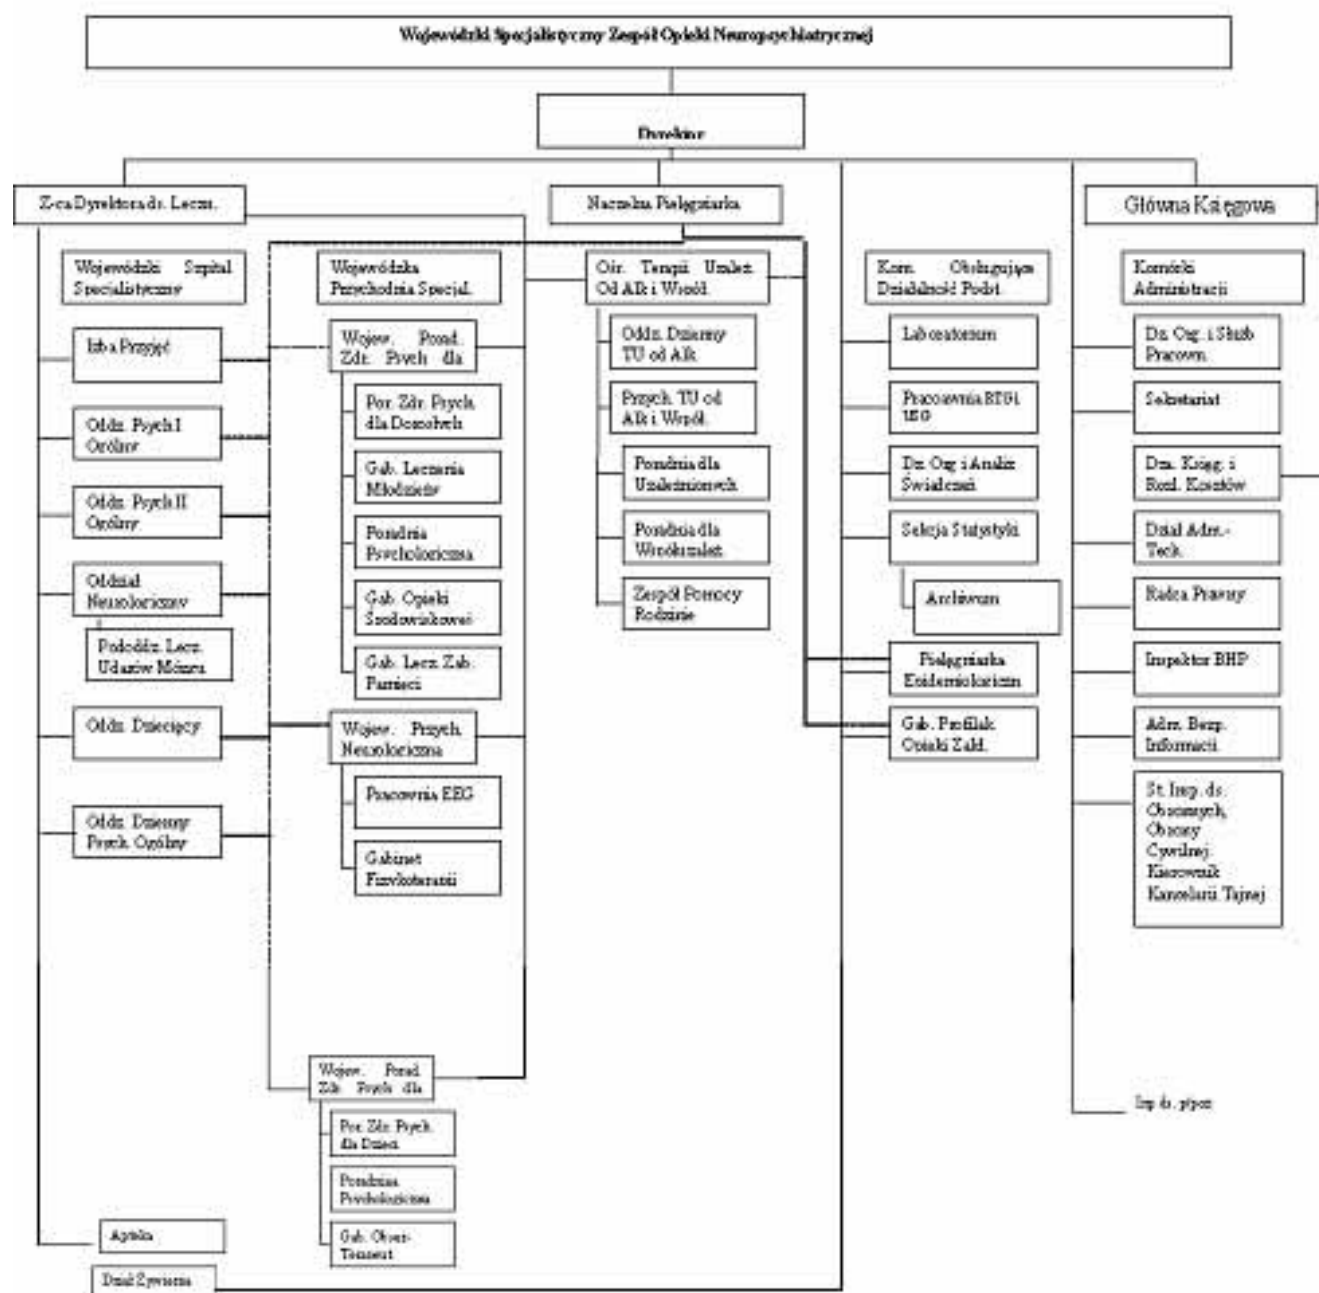 Wojewódzki Specjalistyczny Zespół Opieki Neuropsychiatrycznej
Dyrektor
Z-ca Dyrektora ds. Leczn.
Naczelna Pielęgniarka
Główna Księgowa
Wojewódzki Szpital
Specjalistyczny
Wojewódzka
Przychodnia Specjal.
Ośr. Terapii Uzależ.
Od Alk i Współ.
Kom. Obsługujące
Działalność Podst.
Komórki
Administracji
Izba Przyjęć
Oddz. Psych I
Ogólny
Oddz. Psych II
Ogólny
Oddział
Neurologiczny
Pododdz. Lecz.
Udarów Mózgu
Oddz. Dziecięcy
Oddz. Dzienny
Psych. Ogólny
Wojew. Porad.
Zdr. Psych dla
Por. Zdr. Psych.
dla Dorosłych
Gab. Leczenia
Młodzieży
Poradnia
Psychologiczna
Gab. Opieki
Środowiskowej
Gab. Lecz. Zab.
Pamięci
Wojew. Przych.
Neurologiczna
Pracownia EEG
Gabinet
Fizykoterapii
Wojew. Porad.
Zdr. Psych dla
Por. Zdr. Psych.
dla Dzieci
Poradnia
Psychologiczna
Gab.
Oddz. Dzienny
TU od Alk.
Przych. TU od
Alk i Współ.
Poradnia dla
Uzależnionych
Poradnia dla
Współuzależ.
Zespół Pomocy
Rodzinie
Laboratorium
Pracownia RTG i
USG
Dz. Org i Analiz
Świadczeń
Sekcja Statystyki
Archiwum
Pielęgniarka
Epidemiologiczn
Gab. Profilak.
Opieki Zakł.
Dz. Org. i Służb
Pracown.
Sekretariat
Dz. Księg. i
Rozl. Kosztów
Dział Adm.-
Tech.
Radca Prawny
Inspektor BHP
Adm. Bezp.
Informacji
St. Insp. ds.
Obronnych,
Obrony
Cywilnej.
Kierownik
Kancelarii Tajnej
Insp ds. p/poż
Apteka
Dział Żywienia